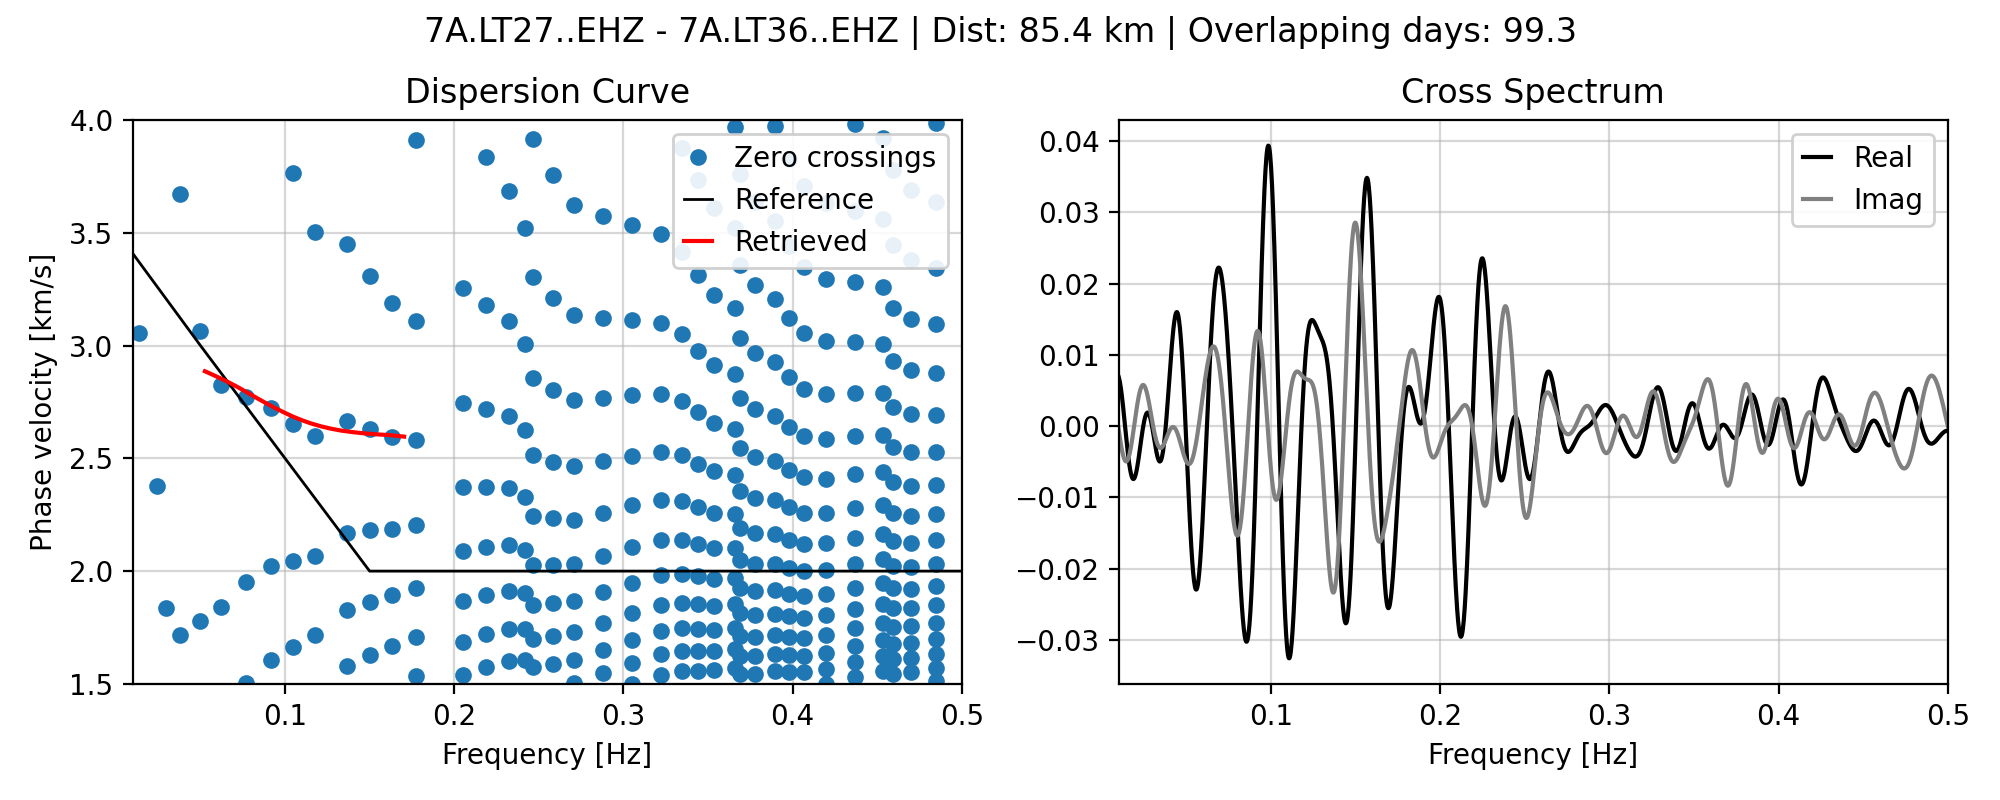 7A.LT27..EHZ - 7A.LT36..EHZ | Dist: 85.4 km | Overlapping days: 99.3
Dispersion Curve
4.0
3.5
3.0
2.5
2.0
1.5
Phase velocity [km/s]
0.1 0.2 0.3 0.4 0.5
Frequency [Hz]
Zero crossings
Reference
Retrieved
Cross Spectrum
0.04
0.03
0.02
0.01
0.00
−0.01
−0.02
−0.03
0.1 0.2 0.3 0.4 0.5
Frequency [Hz]
Real
Imag